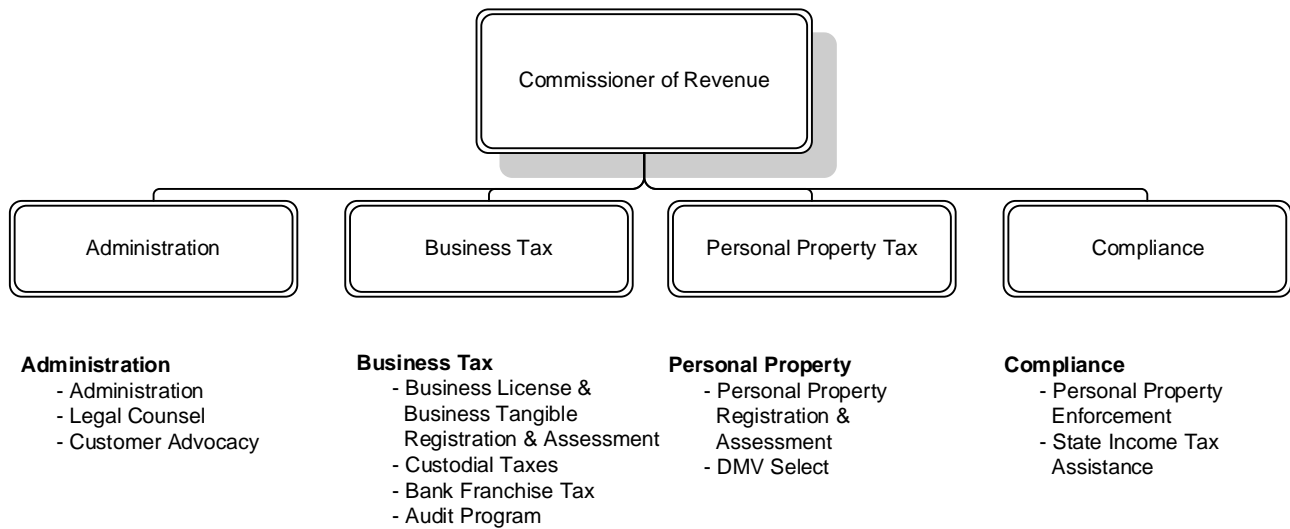 Commissioner of Revenue
Administration
Business Tax
Personal Property Tax
Compliance
Administration
- Administration
- Legal Counsel
- Customer Advocacy
Business Tax
- Business License &
Business Tangible
Registration & Assessment
- Custodial Taxes
- Bank Franchise Tax
- Audit Program
Personal Property
- Personal Property
Registration &
Assessment
- DMV Select
Compliance
- Personal Property
Enforcement
- State Income Tax
Assistance